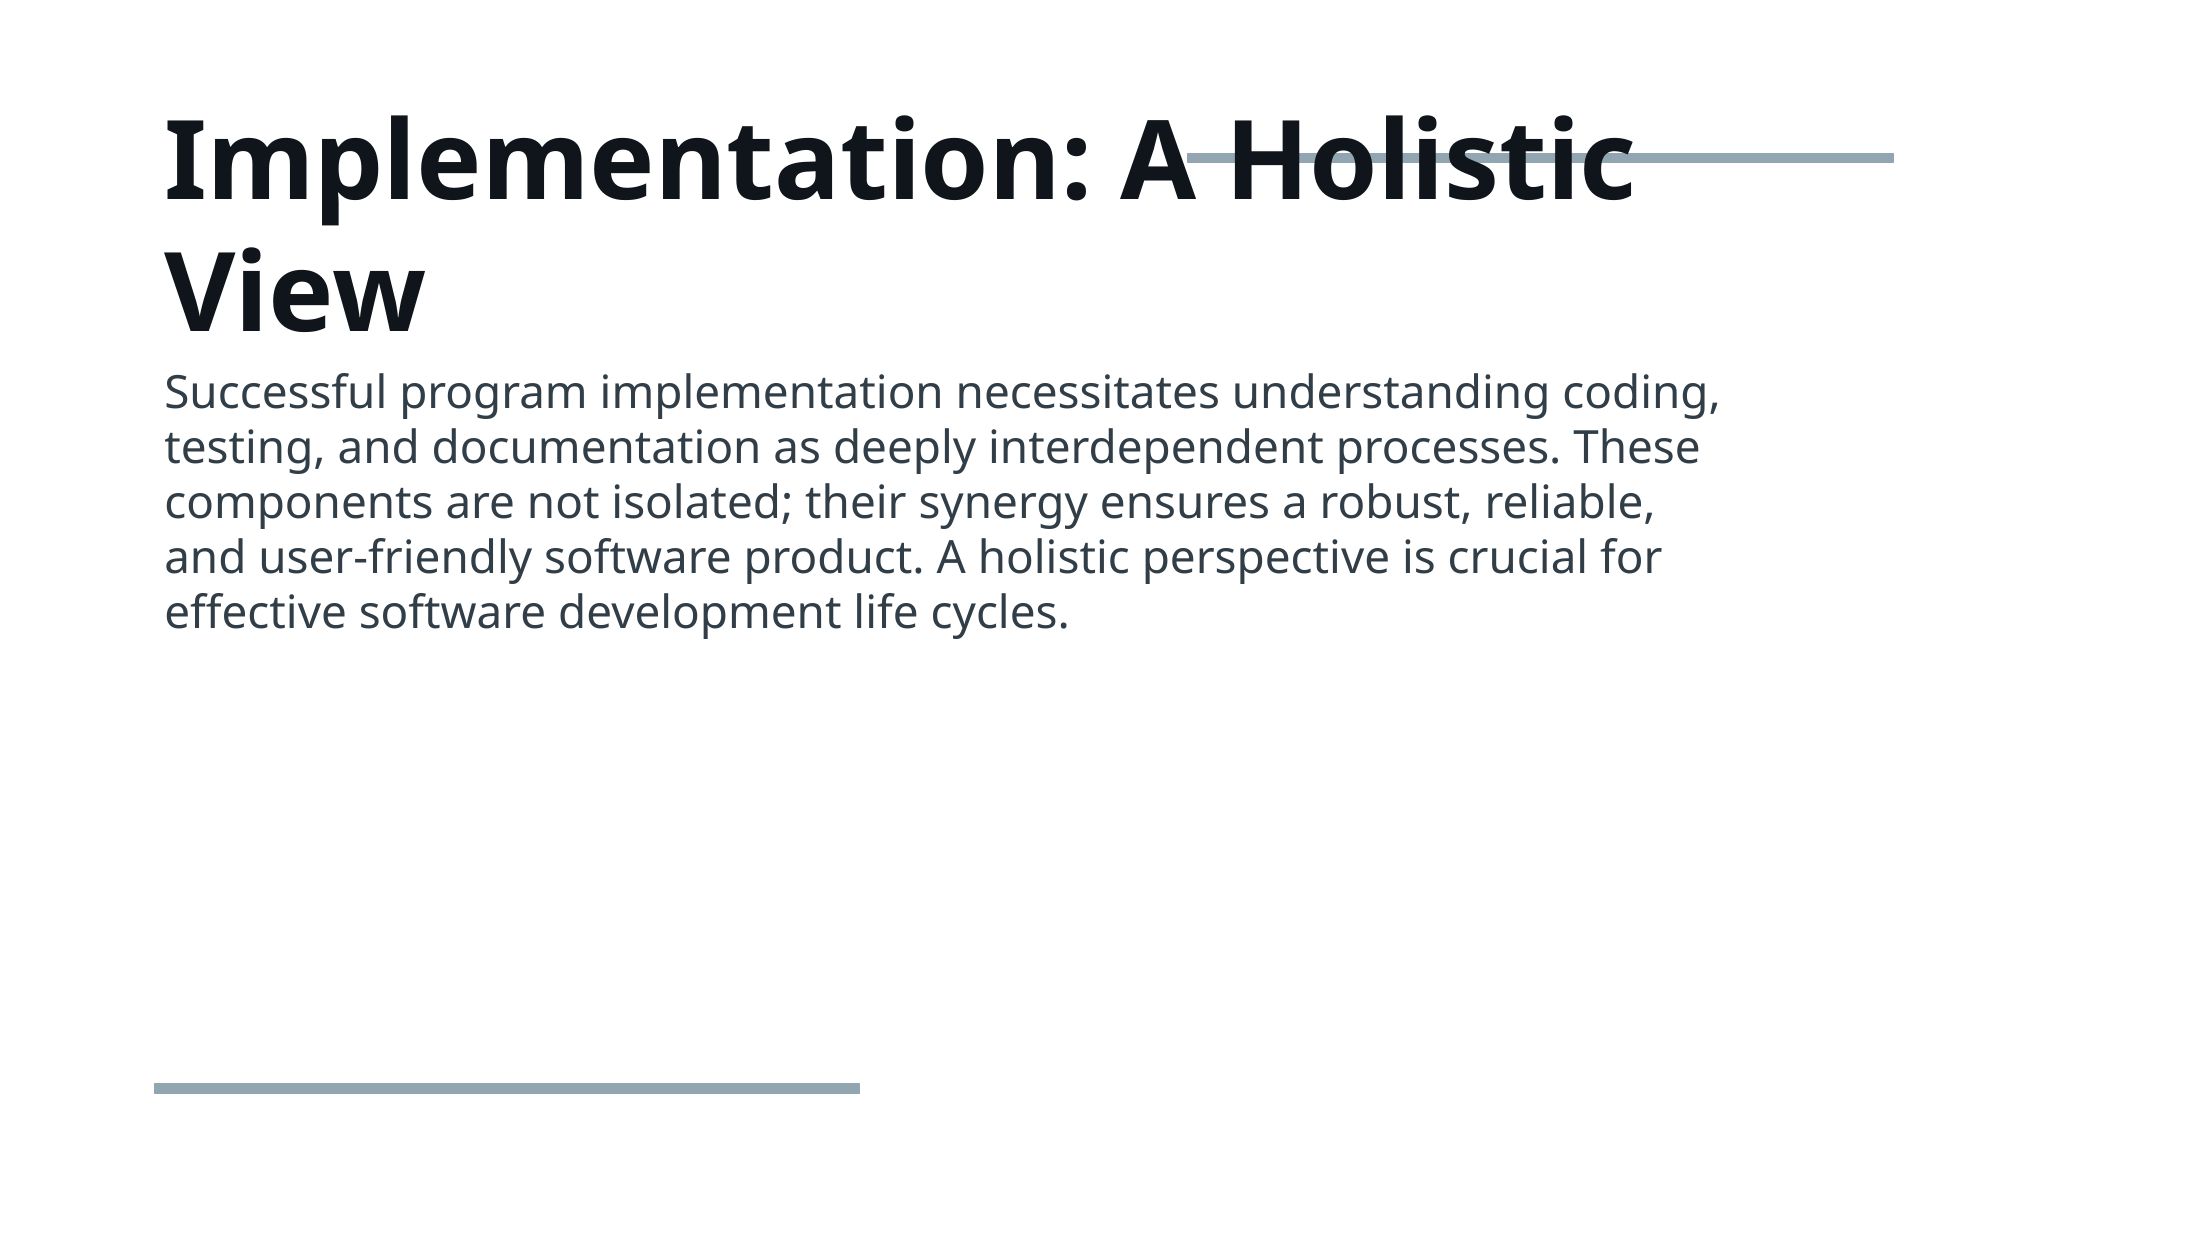 Implementation: A Holistic
View
Successful program implementation necessitates understanding coding,
testing, and documentation as deeply interdependent processes. These
components are not isolated; their synergy ensures a robust, reliable,
and user-friendly software product. A holistic perspective is crucial for
effective software development life cycles.